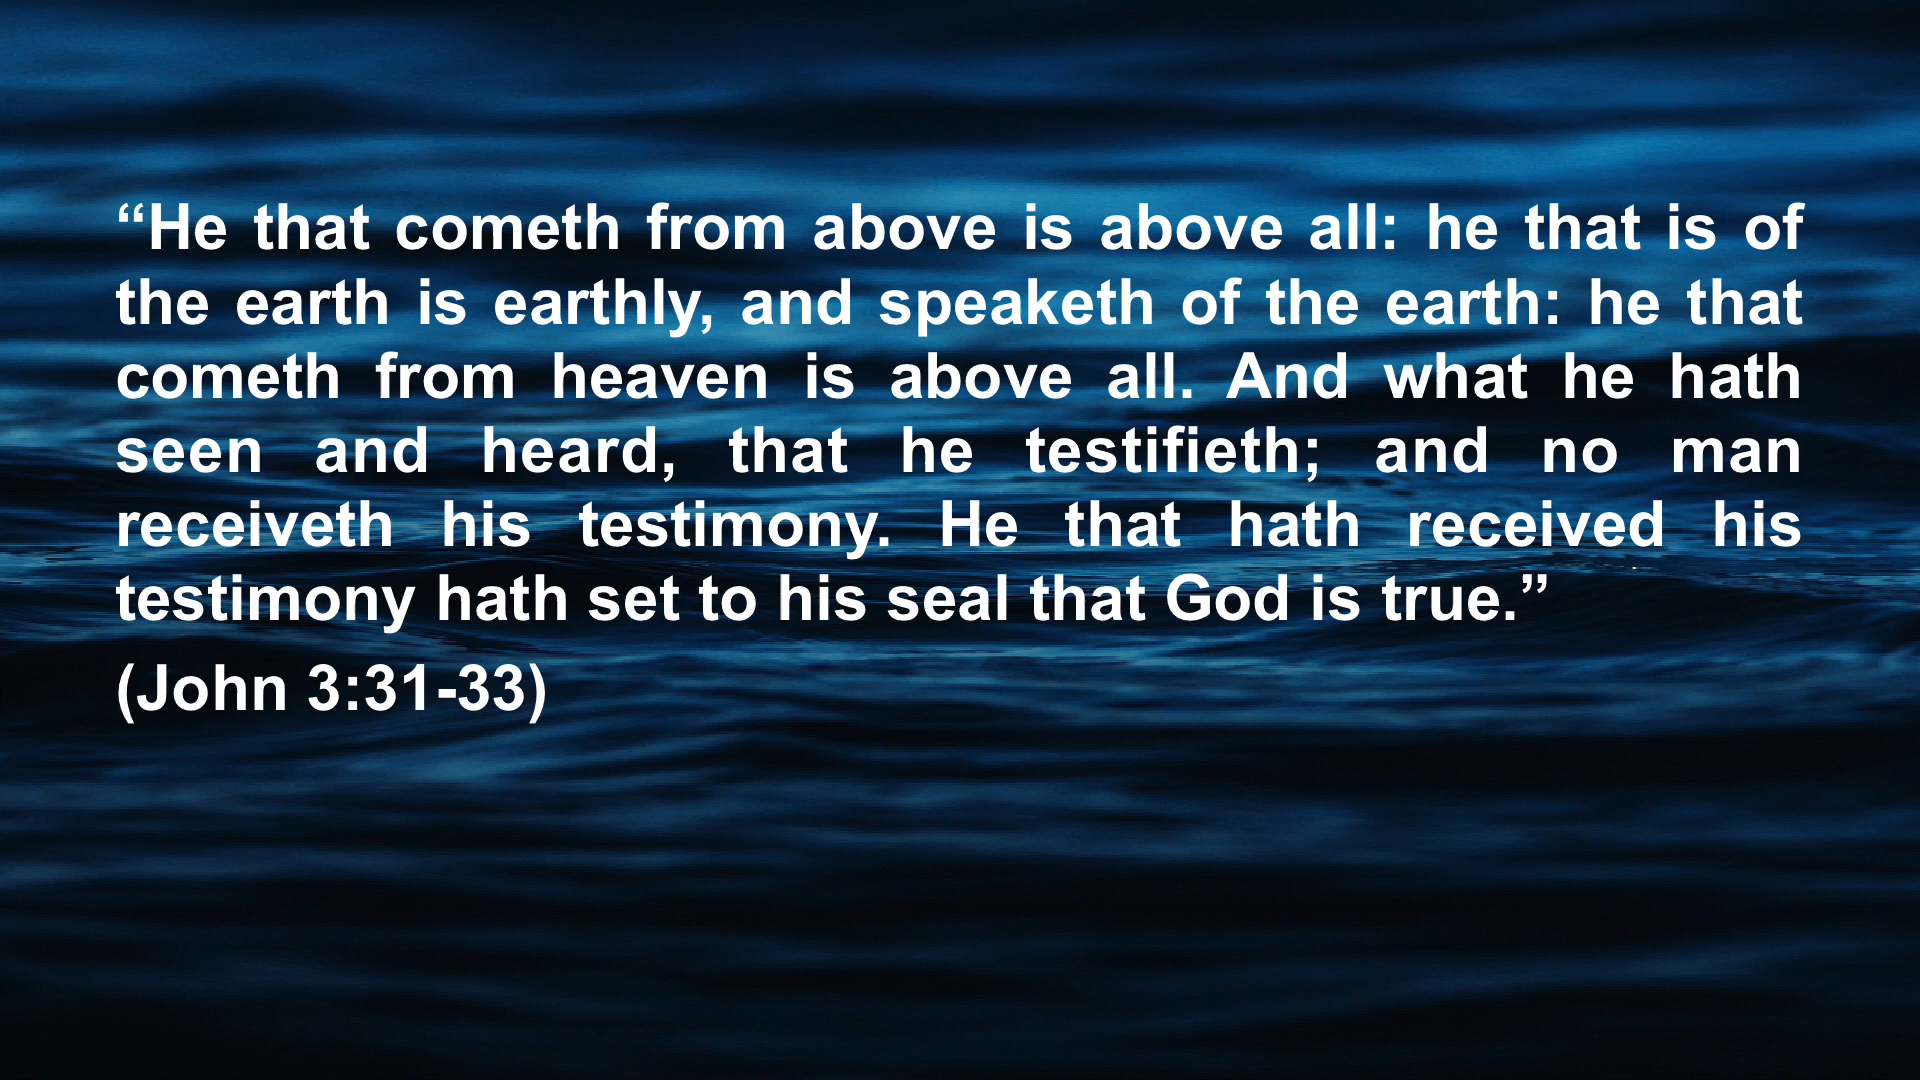 “He that cometh from above is above all: he that is of
the earth is earthly, and speaketh of the earth: he that
cometh from heaven is above all. And what he hath
seen and heard, that he testifieth; and no man
receiveth his testimony. He that hath received his
testimony hath set to his seal that God is true.”
(John 3:31-33)